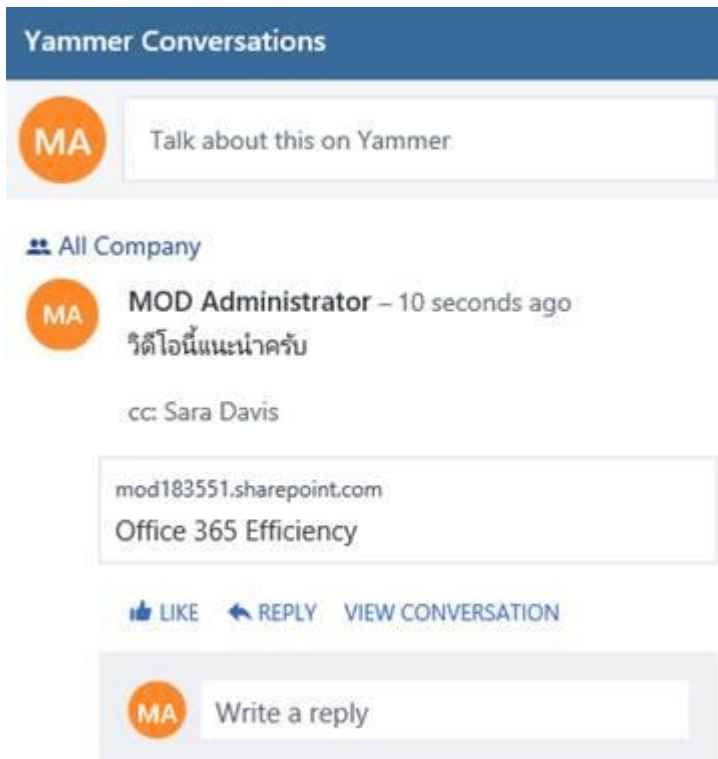 Yammer Conversations
MA
Talk about this on Yammer
All Company
MA
MOD Administrator – 10 seconds ago
วิดีโอนี้แนะนำครับ
cc: Sara Davis
mod183551.sharepoint.com
Office 365 Efficiency
LIKE REPLY VIEW CONVERSATION
MA
Write a reply